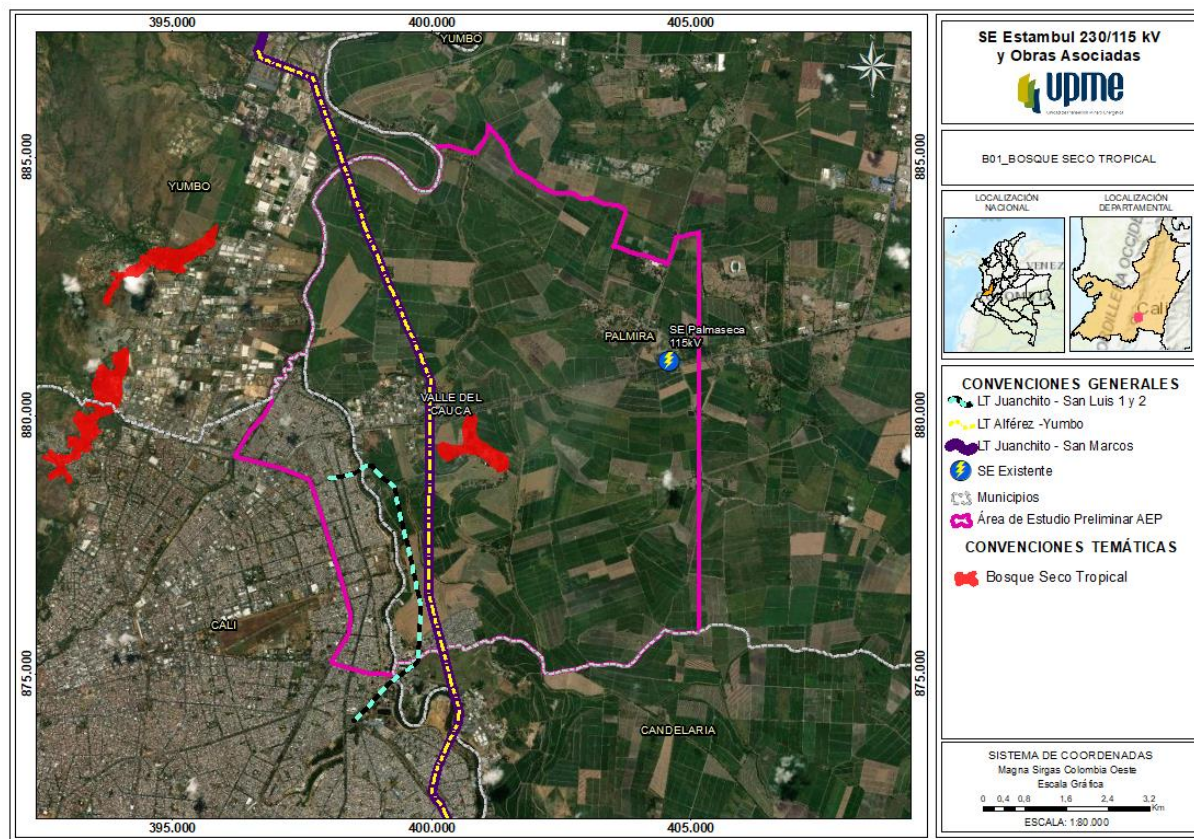 395.000
400.000
405.000
885.000
880.000
875.000
885.000
880.000
875.000
395.000
400.000
405.000
YUMBO
YUMBO
PALMIRA
SE Palmaseca
115kV
VALLE DEL
CAUCA
CALI
CANDELARIA
SE Estambul 230/115 kV
y Obras Asociadas
upme
B01_BOSQUE SECO TROPICAL
LOCALIZACIÓN
NACIONAL
LOCALIZACIÓN
DEPARTAMENTAL
Cali
CONVENCIONES GENERALES
LT Juanchito - San Luis 1 y 2
LT Alférez -Yumbo
LT Juanchito - San Marcos
SE Existente
Municipios
Área de Estudio Preliminar AEP
CONVENCIONES TEMÁTICAS
Bosque Seco Tropical
SISTEMA DE COORDENADAS
Magna Sirgas Colombia Oeste
Escala Gráfica
0 0,4 0,8 1,6 2,4 3,2
Km
ESCALA: 1:80.000